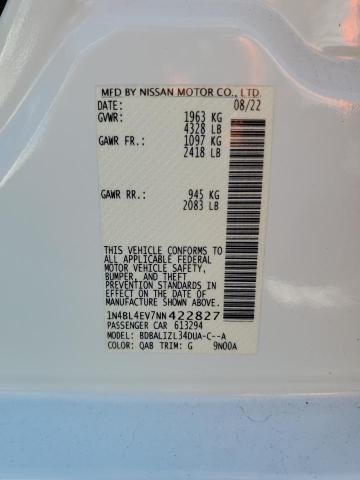 MFD BY NISSAN MOTOR CO., LTD.
DATE: 08/22
GVWR: 1963 KG
4328 LB
GAWR FR.: 1097 KG
2418 LB
GAWR RR.: 945 KG
2083 LB
THIS VEHICLE CONFORMS TO
ALL APPLICABLE FEDERAL
MOTOR VEHICLE SAFETY,
BUMPER, AND THEFT
PREVENTION STANDARDS IN
EFFECT ON THE DATE OF
MANUFACTURE SHOWN ABOVE.
1N4BL4EV7NN422827
PASSENGER CAR 613294
MODEL: BDBALIZL34DUA-C--A
COLOR: QAB TRIM: G 9N00A